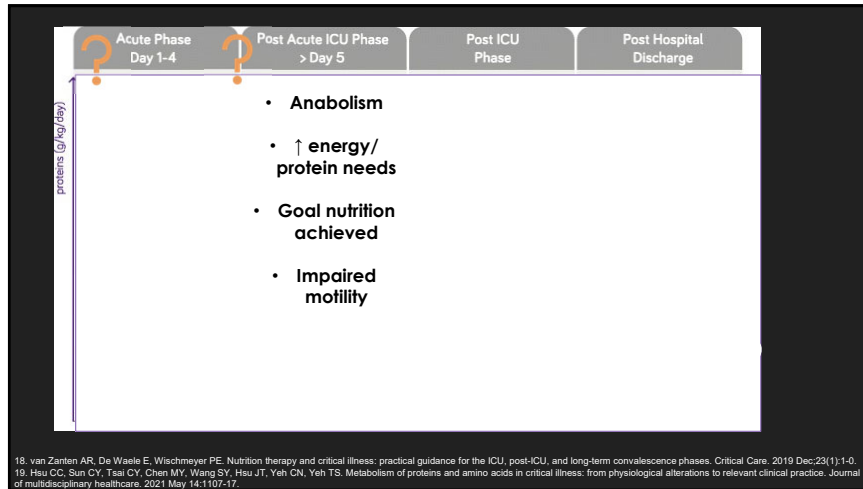 Acute Phase
Day 1-4
Post Acute ICU Phase
> Day 5
Post ICU
Phase
Post Hospital
Discharge
?
?
proteins (g/kg/day)
• Anabolism
• ↑ energy/
protein needs
• Goal nutrition
achieved
• Impaired
motility
18. van Zanten AR, De Waele E, Wischmeyer PE. Nutrition therapy and critical illness: practical guidance for the ICU, post-ICU, and long-term convalescence phases. Critical Care. 2019 Dec;23(1):1-0.
19. Hsu CC, Sun CY, Tsai CY, Chen MY, Wang SY, Hsu JT, Yeh CN, Yeh TS. Metabolism of proteins and amino acids in critical illness: from physiological alterations to relevant clinical practice. Journal
of multidisciplinary healthcare. 2021 May 14:1107-17.